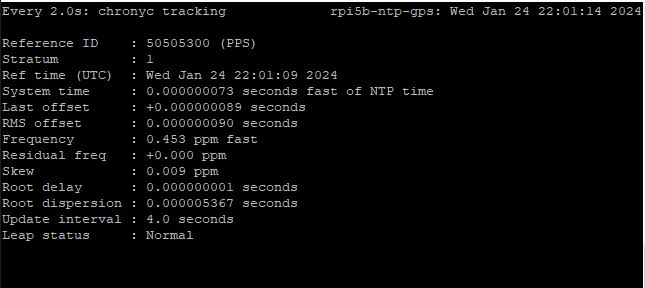 Every 2.0s: chronyc tracking rpi5b-ntp-gps: Wed Jan 24 22:01:14 2024
Reference ID : 50505300 (PPS)
Stratum : 1
Ref time (UTC) : Wed Jan 24 22:01:09 2024
System time : 0.000000073 seconds fast of NTP time
Last offset : +0.000000089 seconds
RMS offset : 0.000000090 seconds
Frequency : 0.453 ppm fast
Residual freq : +0.000 ppm
Skew : 0.009 ppm
Root delay : 0.000000001 seconds
Root dispersion : 0.000005367 seconds
Update interval : 4.0 seconds
Leap status : Normal